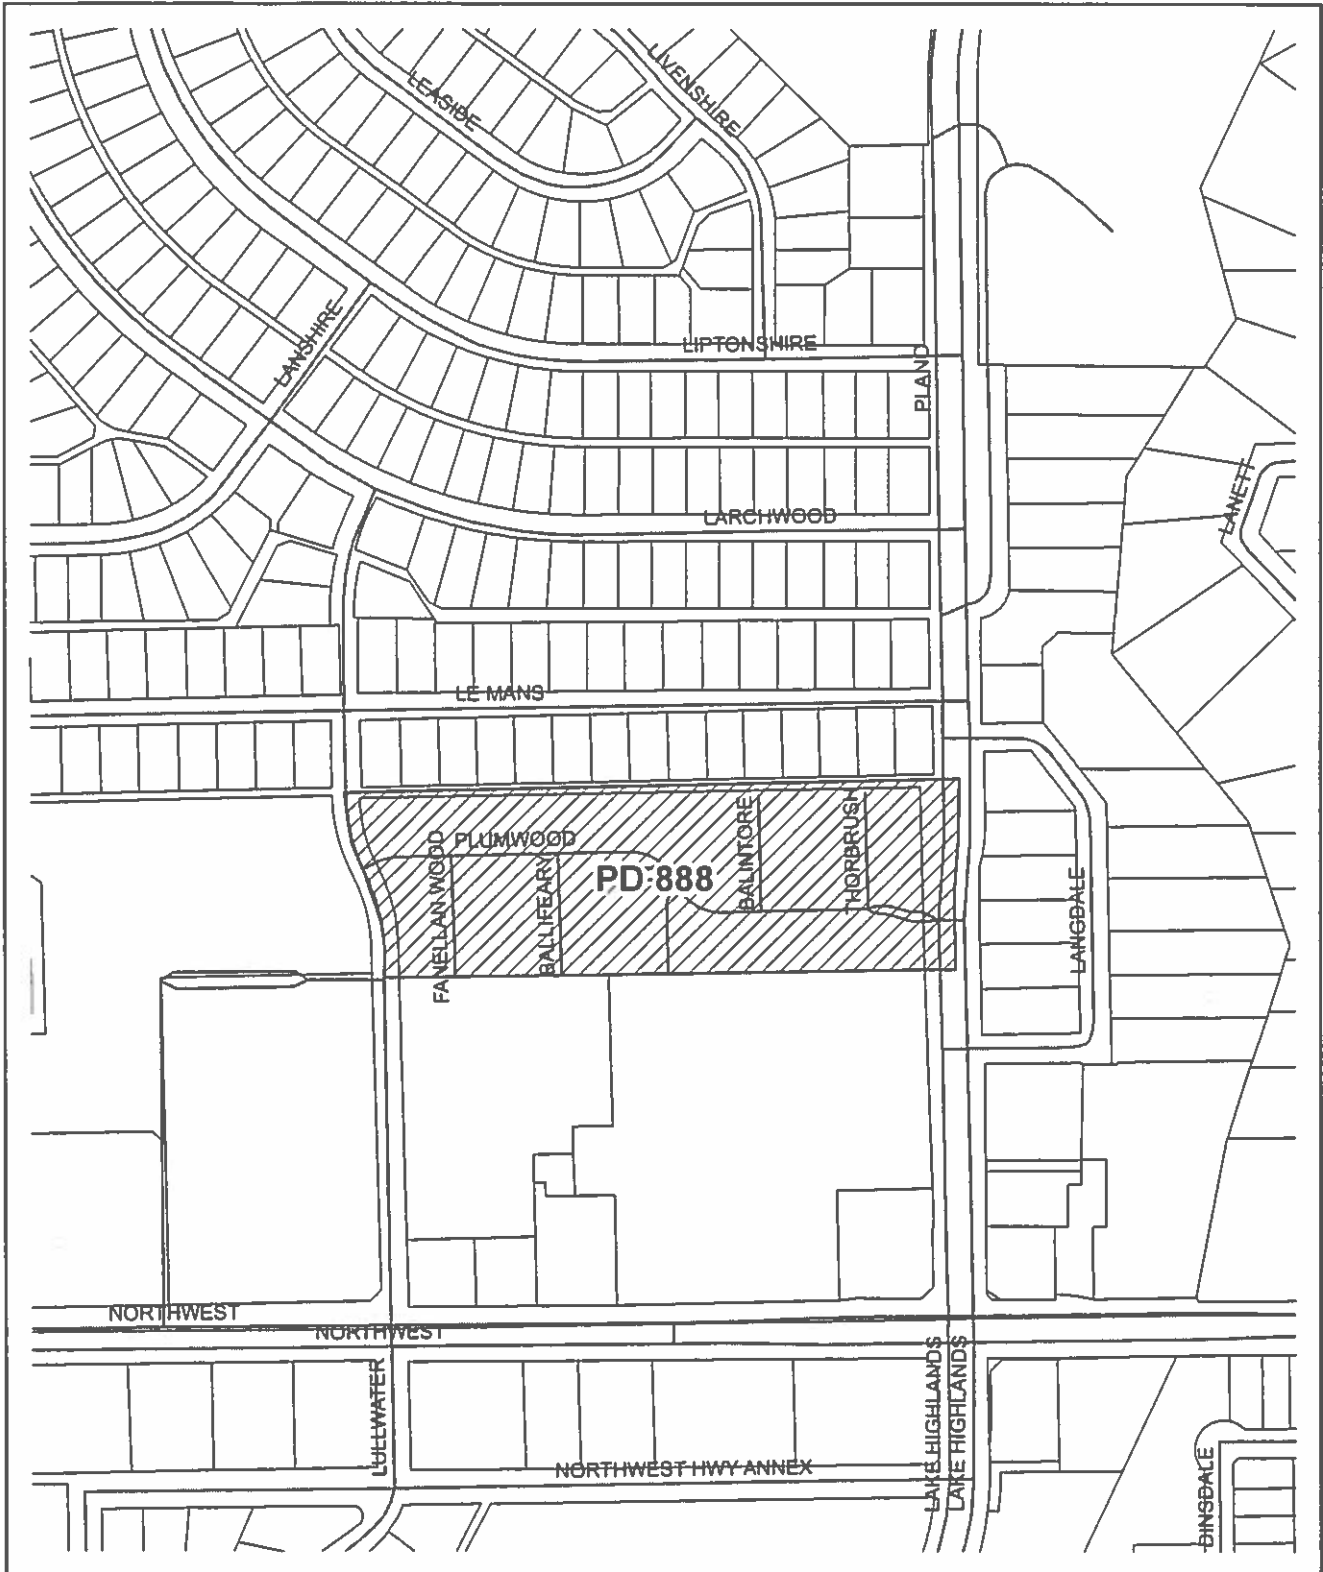 LIVENSHIRE
LEASIDE
LANSHIRE
LIPTONSHIRE
PLANO
LANETT
LARCHWOOD
LE MANS
PLUMWOOD
BALINTORE
THORBRUSH
FANELLAN WOOD
BALLIFEARY
PD 888
LANGDALE
NORTHWEST
NORTHWEST
LULLWATER
LAKE HIGHLANDS
LAKE HIGHLANDS
NORTHWEST HWY ANNEX
DINSDALE